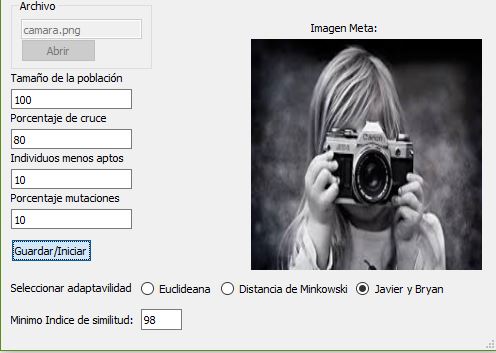 Archivo
camara.png
Abrir
Imagen Meta:
Tamaño de la población
100
Porcentaje de cruce
80
Individuos menos aptos
10
Porcentaje mutaciones
10
Guardar/Iniciar
Seleccionar adaptavilidad Euclideana Distancia de Minkowski Javier y Bryan
Minimo Indice de similitud: 98
Canon